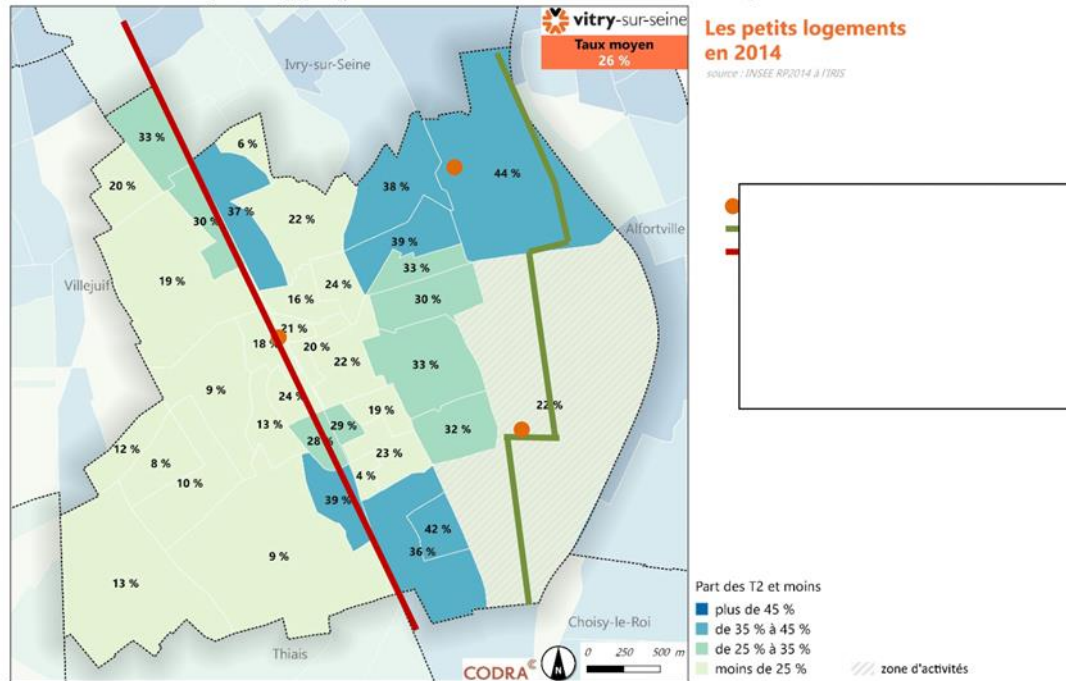 vitry-sur-seine
Taux moyen
26 %
Les petits logements
en 2014
source : INSEE RP2014 à l'IRIS
Ivry-sur-Seine
33 %
6 %
20 %
38 %
44 %
37 %
30 %
22 %
Alfortville
39 %
33 %
Villejuif
19 %
24 %
30 %
16 %
21 %
18 %
20 %
22 %
33 %
9 %
24 %
19 %
22 %
13 %
29 %
32 %
28 %
12 %
8 %
23 %
10 %
4 %
39 %
42 %
36 %
9 %
13 %
Choisy-le-Roi
Thiais
CODRA
N
0 250 500 m
Part des T2 et moins
plus de 45 %
de 35 % à 45 %
de 25 % à 35 %
moins de 25 %
zone d'activités